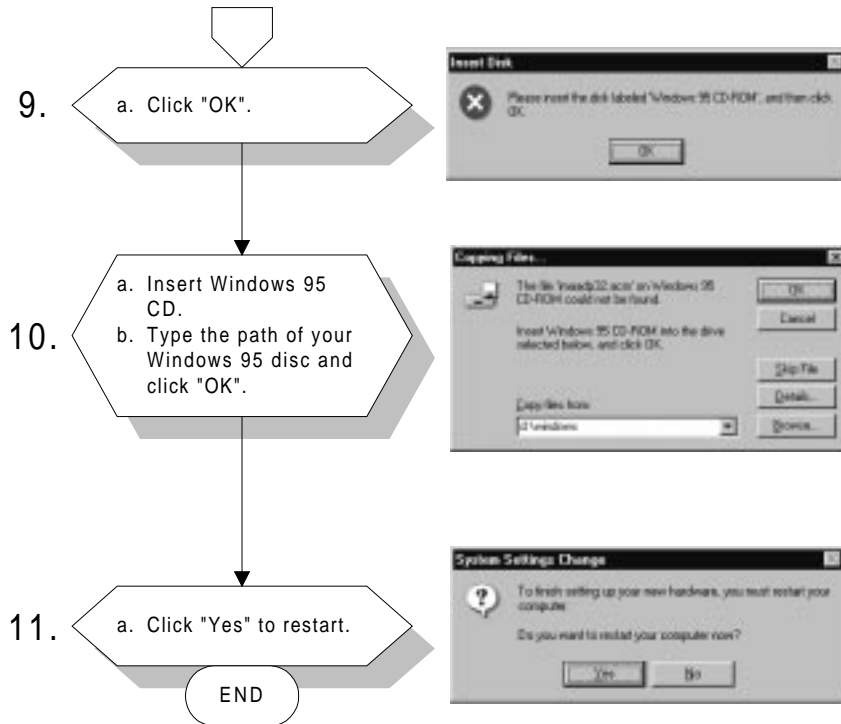 9.
a. Click "OK".
Insert Disk
Please insert the disk labeled 'Windows 95 CD-ROM', and then click
OK.
OK
10.
a. Insert Windows 95
CD.
b. Type the path of your
Windows 95 disc and
click "OK".
Copying Files...
The file 'msadp32.acm' on Windows 95
CD-ROM could not be found.
Insert Windows 95 CD-ROM into the drive
selected below, and click OK.
Copy files from:
d:\windows
OK
Cancel
Skip File
Details...
Browse...
11.
a. Click "Yes" to restart.
END
System Settings Change
To finish setting up your new hardware, you must restart your
computer.
Do you want to restart your computer now?
Yes
No